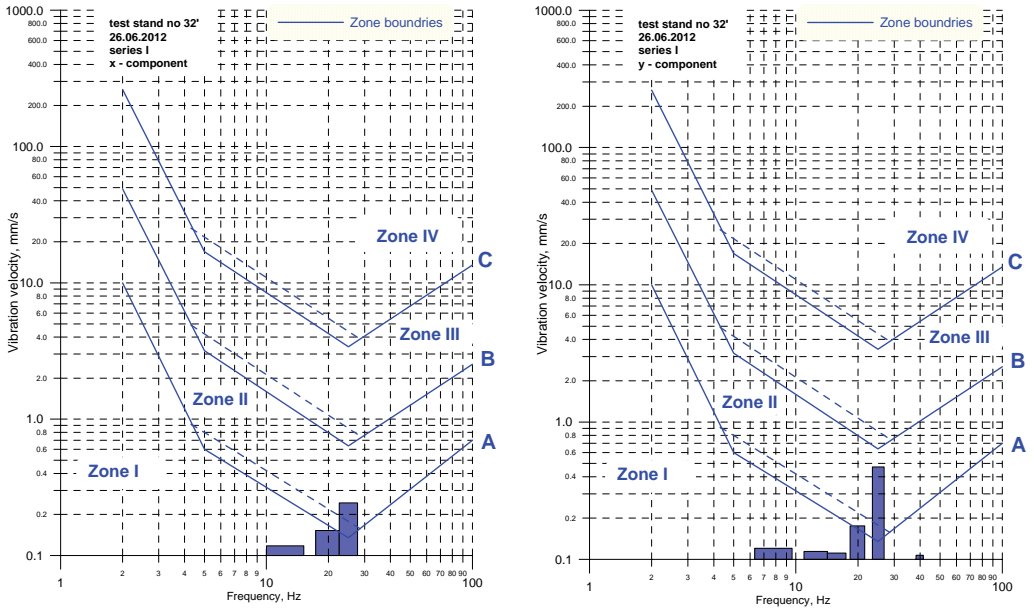 1000.0
800.0
600.0
400.0
200.0
100.0
80.0
60.0
40.0
20.0
10.0
8.0
6.0
4.0
2.0
1.0
0.8
0.6
0.4
0.2
0.1
Vibration velocity, mm/s
test stand no 32'
26.06.2012
series I
x - component
Zone boundries
Zone IV
C
Zone III
B
Zone II
A
Zone I
1 2 3 4 5 6 7 8 9 10 20 30 40 50 60 70 80 90 100
Frequency, Hz
1000.0
800.0
600.0
400.0
200.0
100.0
80.0
60.0
40.0
20.0
10.0
8.0
6.0
4.0
2.0
1.0
0.8
0.6
0.4
0.2
0.1
Vibration velocity, mm/s
test stand no 32'
26.06.2012
series I
y - component
Zone boundries
Zone IV
C
Zone III
B
Zone II
A
Zone I
1 2 3 4 5 6 7 8 9 10 20 30 40 50 60 70 80 90 100
Frequency, Hz